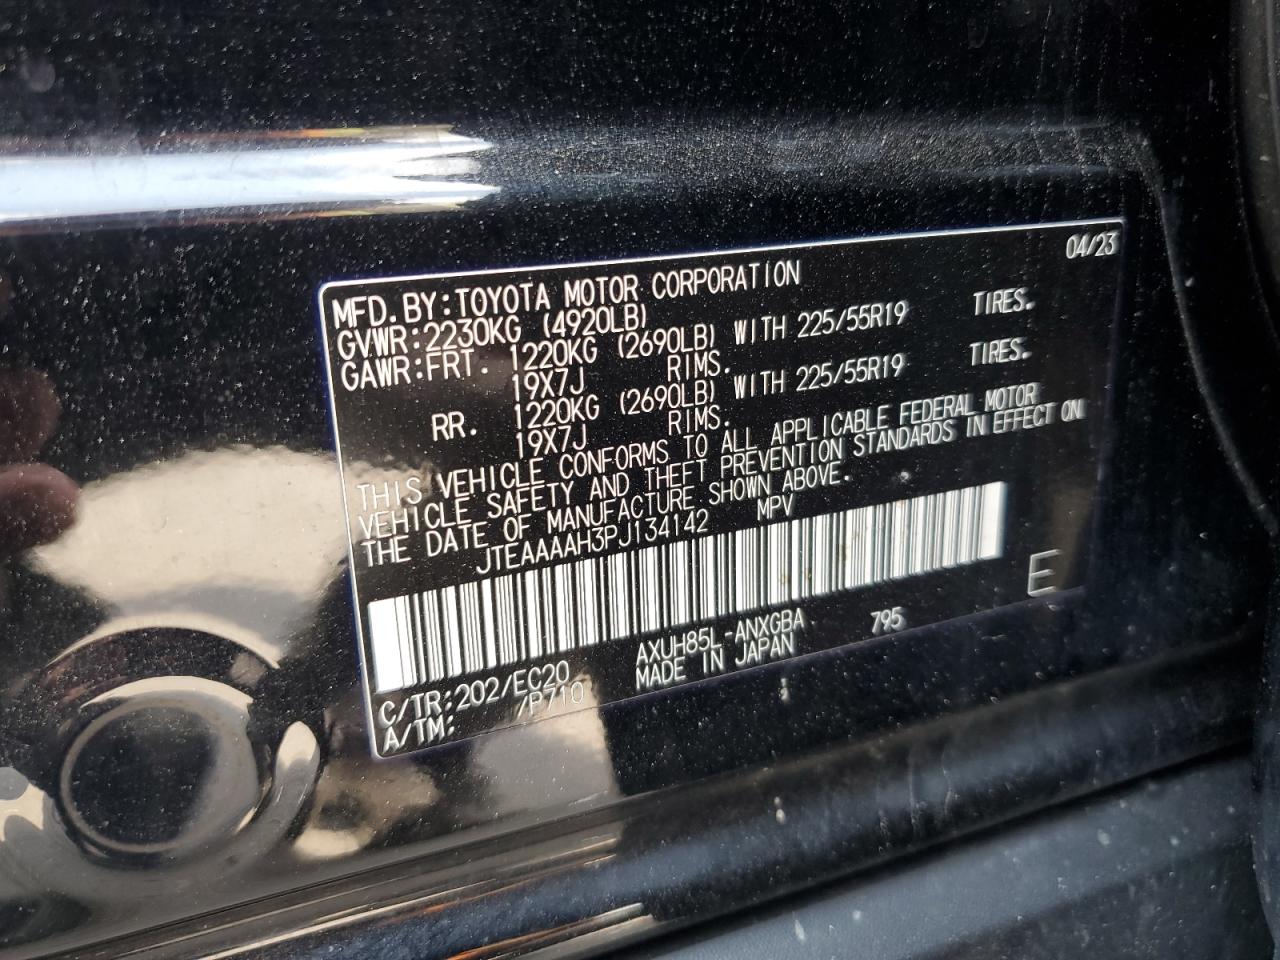 04/23
MFD.BY:TOYOTA MOTOR CORPORATION
GVWR:2230KG (4920LB)
GAWR:FRT. 1220KG (2690LB) WITH 225/55R19 TIRES.
19X7J RIMS.
RR. 1220KG (2690LB) WITH 225/55R19 TIRES.
19X7J RIMS.
THIS VEHICLE CONFORMS TO ALL APPLICABLE FEDERAL MOTOR
VEHICLE SAFETY AND THEFT PREVENTION STANDARDS IN EFFECT ON
THE DATE OF MANUFACTURE SHOWN ABOVE.
JTEAAAAH3PJ134142 MPV
E
C/TR:202/EC20 AXUH85L-ANXGBA 795
A/TM: /P710 MADE IN JAPAN